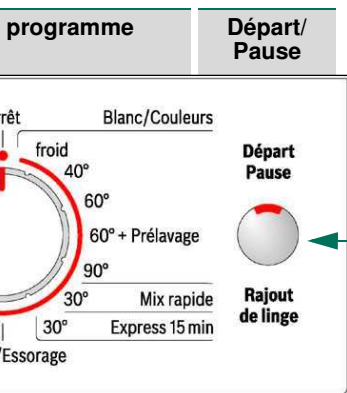 programme
Départ/
Pause
rêt
Blanc/Couleurs
froid
40°
60°
60° + Prélavage
90°
30° Mix rapide
30° Express 15 min
/Essorage
Départ
Pause
Rajout
de linge